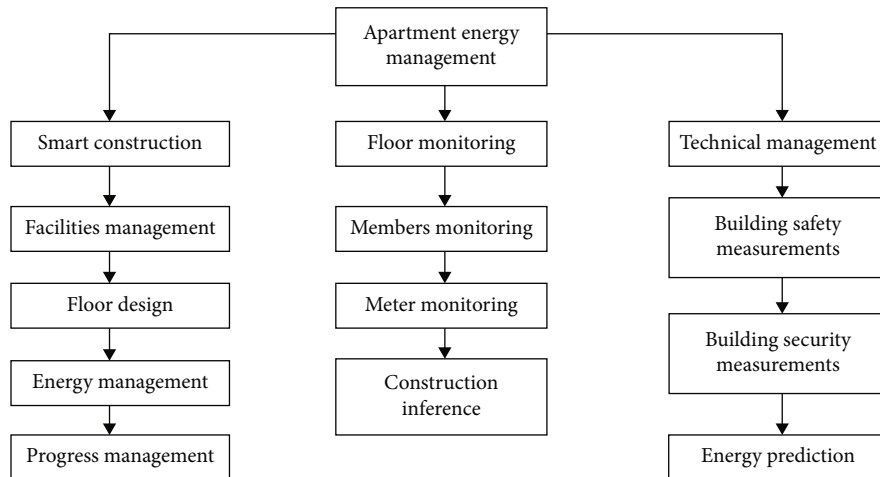 Apartment energy
management
Smart construction
Facilities management
Floor design
Energy management
Progress management
Floor monitoring
Members monitoring
Meter monitoring
Construction
inference
Technical management
Building safety
measurements
Building security
measurements
Energy prediction